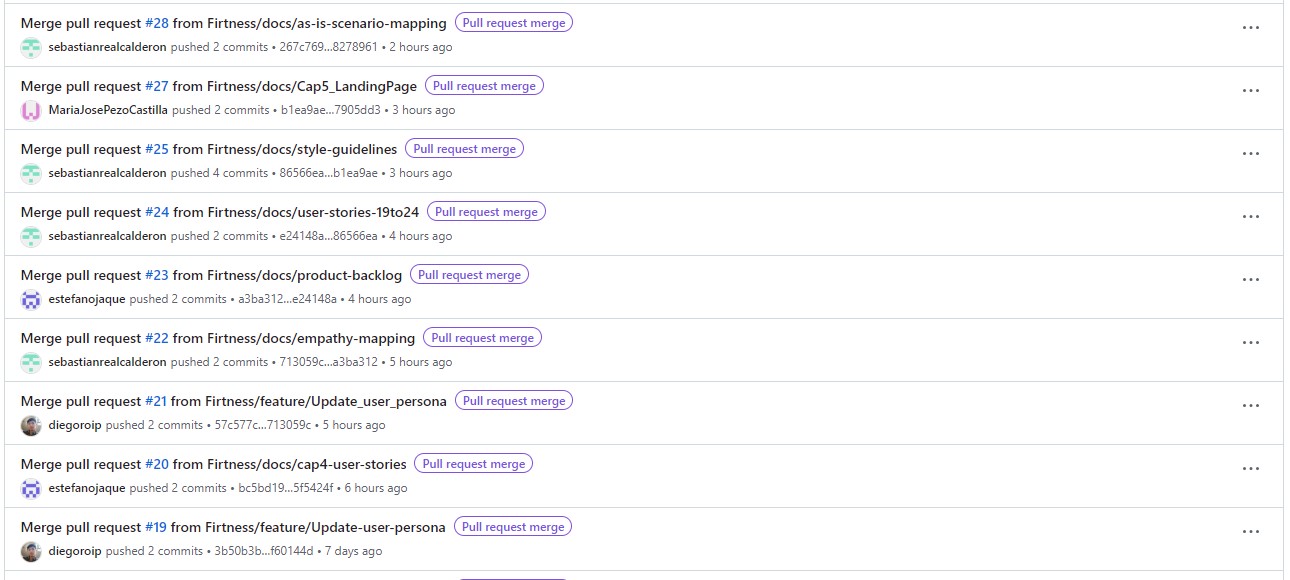 Merge pull request #28 from Firtness/docs/as-is-scenario-mapping Pull request merge
sebastianrealcalderon pushed 2 commits • 267c769...8278961 • 2 hours ago
Merge pull request #27 from Firtness/docs/Cap5_LandingPage Pull request merge
MariaJosePezoCastilla pushed 2 commits • b1ea9ae...7905dd3 • 3 hours ago
Merge pull request #25 from Firtness/docs/style-guidelines Pull request merge
sebastianrealcalderon pushed 4 commits • 86566ea...b1ea9ae • 3 hours ago
Merge pull request #24 from Firtness/docs/user-stories-19to24 Pull request merge
sebastianrealcalderon pushed 2 commits • e24148a...86566ea • 4 hours ago
Merge pull request #23 from Firtness/docs/product-backlog Pull request merge
estefanojaque pushed 2 commits • a3ba312...e24148a • 4 hours ago
Merge pull request #22 from Firtness/docs/empathy-mapping Pull request merge
sebastianrealcalderon pushed 2 commits • 713059c...a3ba312 • 5 hours ago
Merge pull request #21 from Firtness/feature/Update_user_persona Pull request merge
diegoroip pushed 2 commits • 57c577c...713059c • 5 hours ago
Merge pull request #20 from Firtness/docs/cap4-user-stories Pull request merge
estefanojaque pushed 2 commits • bc5bd19...5f5424f • 6 hours ago
Merge pull request #19 from Firtness/feature/Update-user-persona Pull request merge
diegoroip pushed 2 commits • 3b50b3b...f60144d • 7 days ago